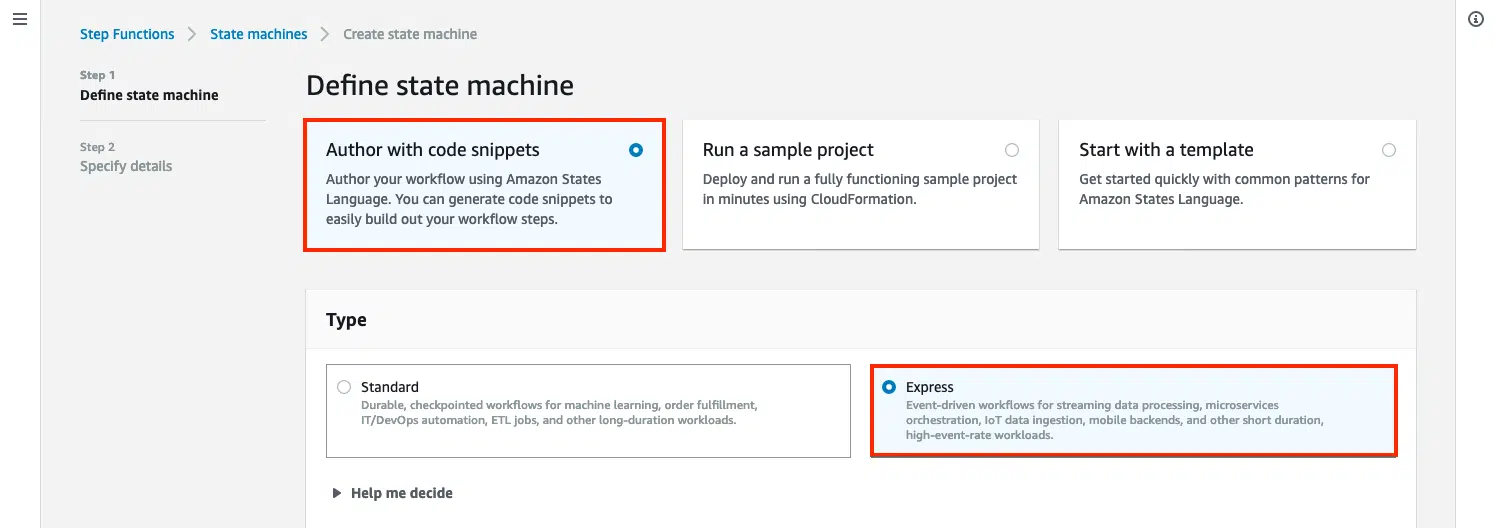 Step Functions > State machines > Create state machine
Step 1
Define state machine
Step 2
Specify details
Define state machine
Author with code snippets
Author your workflow using Amazon States
Language. You can generate code snippets to
easily build out your workflow steps.
Run a sample project
Deploy and run a fully functioning sample project
in minutes using CloudFormation.
Start with a template
Get started quickly with common patterns for
Amazon States Language.
Type
Standard
Durable, checkpointed workflows for machine learning, order fulfillment,
IT/DevOps automation, ETL jobs, and other long-duration workloads.
Express
Event-driven workflows for streaming data processing, microservices
orchestration, IoT data ingestion, mobile backends, and other short duration,
high-event-rate workloads.
Help me decide